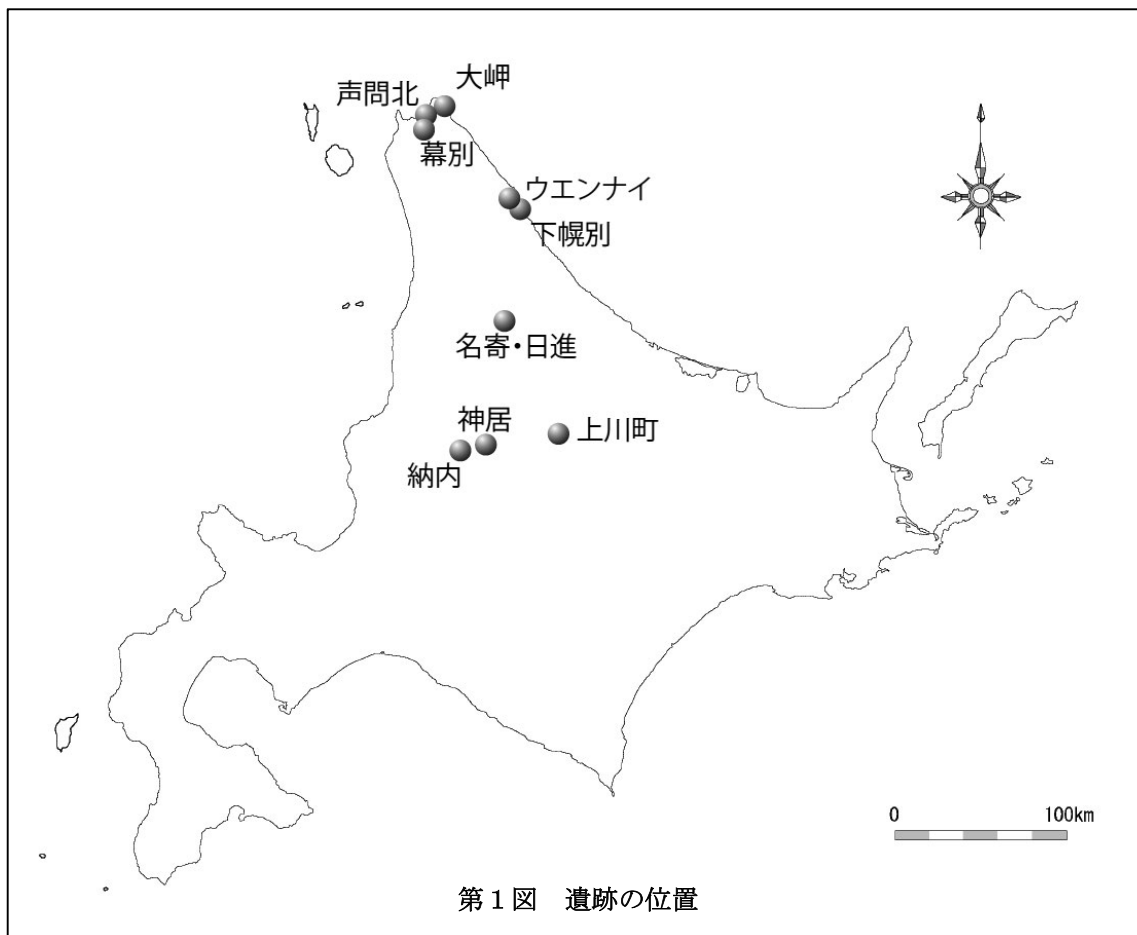 大岬
声問北
幕別
ウエンナイ
下幌別
名寄・日進
神居
上川町
納内
0 100km
第1図 遺跡の位置